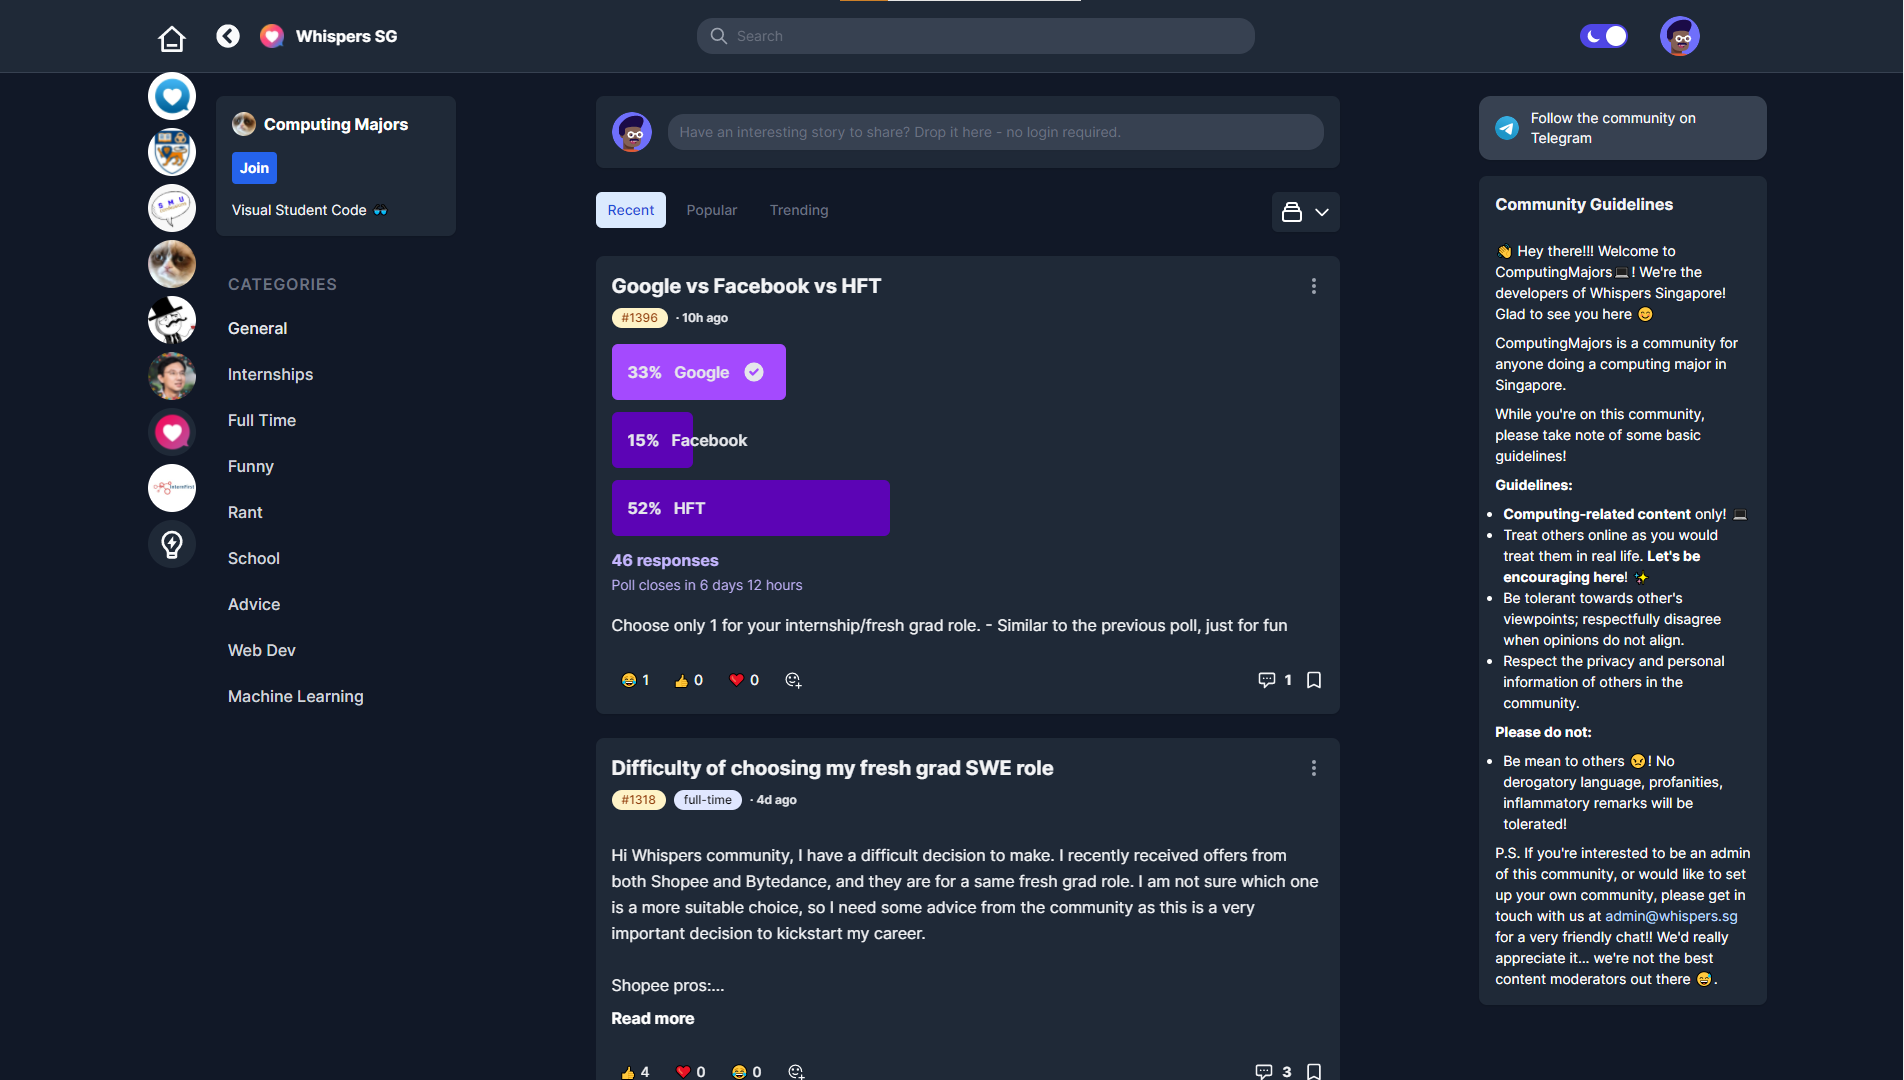 Whispers SG
Search
Computing Majors
Join
Visual Student Code 🕶️
CATEGORIES
General
Internships
Full Time
Funny
Rant
School
Advice
Web Dev
Machine Learning
Have an interesting story to share? Drop it here - no login required.
Recent Popular Trending
Google vs Facebook vs HFT
#1396 · 10h ago
33% Google
15% Facebook
52% HFT
46 responses
Poll closes in 6 days 12 hours
Choose only 1 for your internship/fresh grad role. - Similar to the previous poll, just for fun
😂 1 👍 0 ❤️ 0
1
Difficulty of choosing my fresh grad SWE role
#1318 full-time · 4d ago
Hi Whispers community, I have a difficult decision to make. I recently received offers from
both Shopee and Bytedance, and they are for a same fresh grad role. I am not sure which one
is a more suitable choice, so I need some advice from the community as this is a very
important decision to kickstart my career.
Shopee pros:...
Read more
👍 4 ❤️ 0 😂 0
3
Follow the community on
Telegram
Community Guidelines
👋 Hey there!!! Welcome to
ComputingMajors💻! We're the
developers of Whispers Singapore!
Glad to see you here 😊
ComputingMajors is a community for
anyone doing a computing major in
Singapore.
While you're on this community,
please take note of some basic
guidelines!
Guidelines:
• Computing-related content only! 💻
• Treat others online as you would
treat them in real life. Let's be
encouraging here! ✨
• Be tolerant towards other's
viewpoints; respectfully disagree
when opinions do not align.
• Respect the privacy and personal
information of others in the
community.
Please do not:
• Be mean to others 😠! No
derogatory language, profanities,
inflammatory remarks will be
tolerated!
P.S. If you're interested to be an admin
of this community, or would like to set
up your own community, please get in
touch with us at admin@whispers.sg
for a very friendly chat!! We'd really
appreciate it... we're not the best
content moderators out there 😅.
SMU